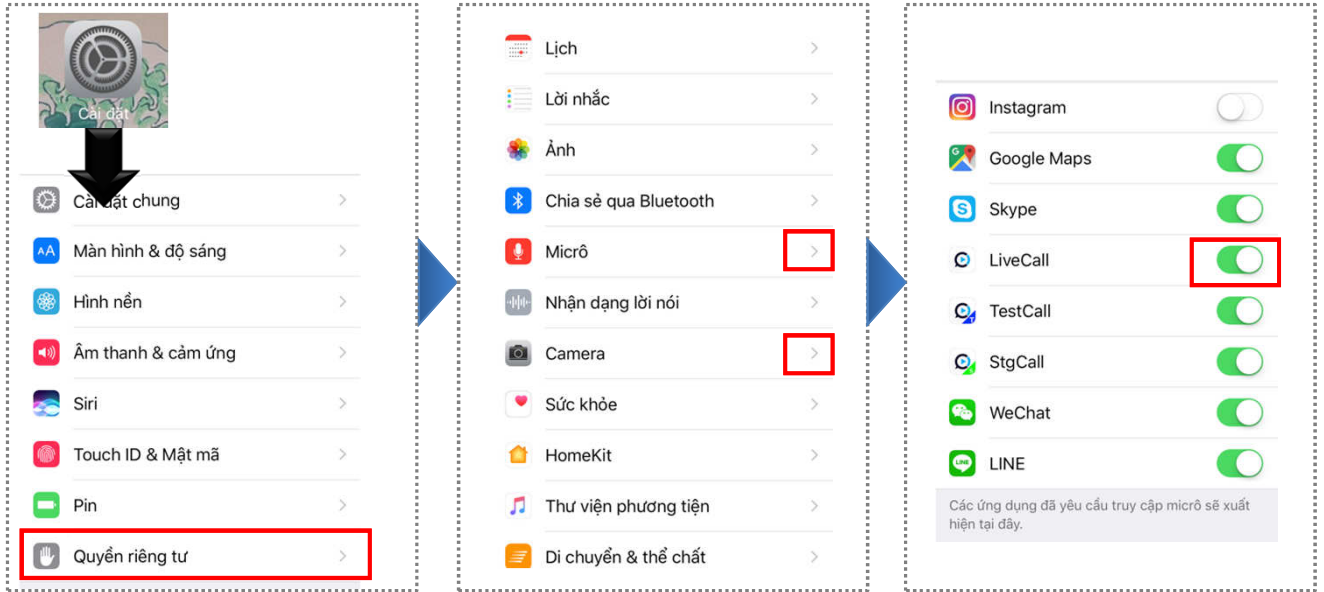 Cài đặt
Cài đặt chung
Màn hình & độ sáng
Hình nền
Âm thanh & cảm ứng
Siri
Touch ID & Mật mã
Pin
Quyền riêng tư
Lịch
Lời nhắc
Ảnh
Chia sẻ qua Bluetooth
Micrô
Nhận dạng lời nói
Camera
Sức khỏe
HomeKit
Thư viện phương tiện
Di chuyển & thể chất
Instagram
Google Maps
Skype
LiveCall
TestCall
StgCall
WeChat
LINE
Các ứng dụng đã yêu cầu truy cập micrô sẽ xuất
hiện tại đây.